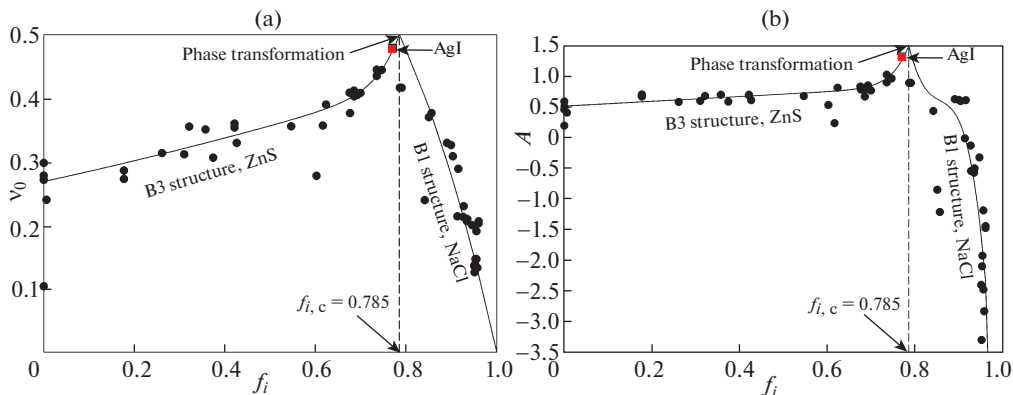 (a)
0.5
0.4
0.3
0.2
0.1
ν0
Phase transformation
AgI
B3 structure, ZnS
B1 structure, NaCl
fi, c = 0.785
0
0.2
0.4
0.6
0.8
1.0
fi
(b)
1.5
1.0
0.5
0
−0.5
−1.0
−1.5
−2.0
−2.5
−3.0
−3.5
A
Phase transformation
AgI
B3 structure, ZnS
B1 structure, NaCl
fi, c = 0.785
0
0.2
0.4
0.6
0.8
1.0
fi